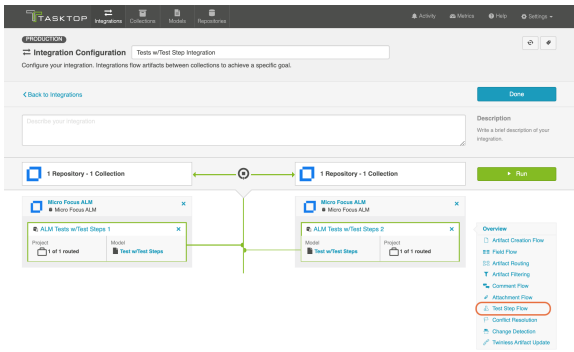 TASKTOP
Integrations
Collections
Models
Repositories
Activity
Metrics
Help
Settings
PRODUCTION
Integration Configuration
Tests w/Test Step Integration
Configure your integration. Integrations flow artifacts between collections to achieve a specific goal.
Back to Integrations
Done
Describe your integration
Description
Write a brief description of your
integration.
1 Repository - 1 Collection
1 Repository - 1 Collection
Run
Micro Focus ALM
Micro Focus ALM
ALM Tests w/Test Steps 1
Project
1 of 1 routed
Model
Test w/Test Steps
Micro Focus ALM
Micro Focus ALM
ALM Tests w/Test Steps 2
Model
Test w/Test Steps
Project
1 of 1 routed
Overview
Artifact Creation Flow
Field Flow
Artifact Routing
Artifact Filtering
Comment Flow
Attachment Flow
Test Step Flow
Conflict Resolution
Change Detection
Twinless Artifact Update